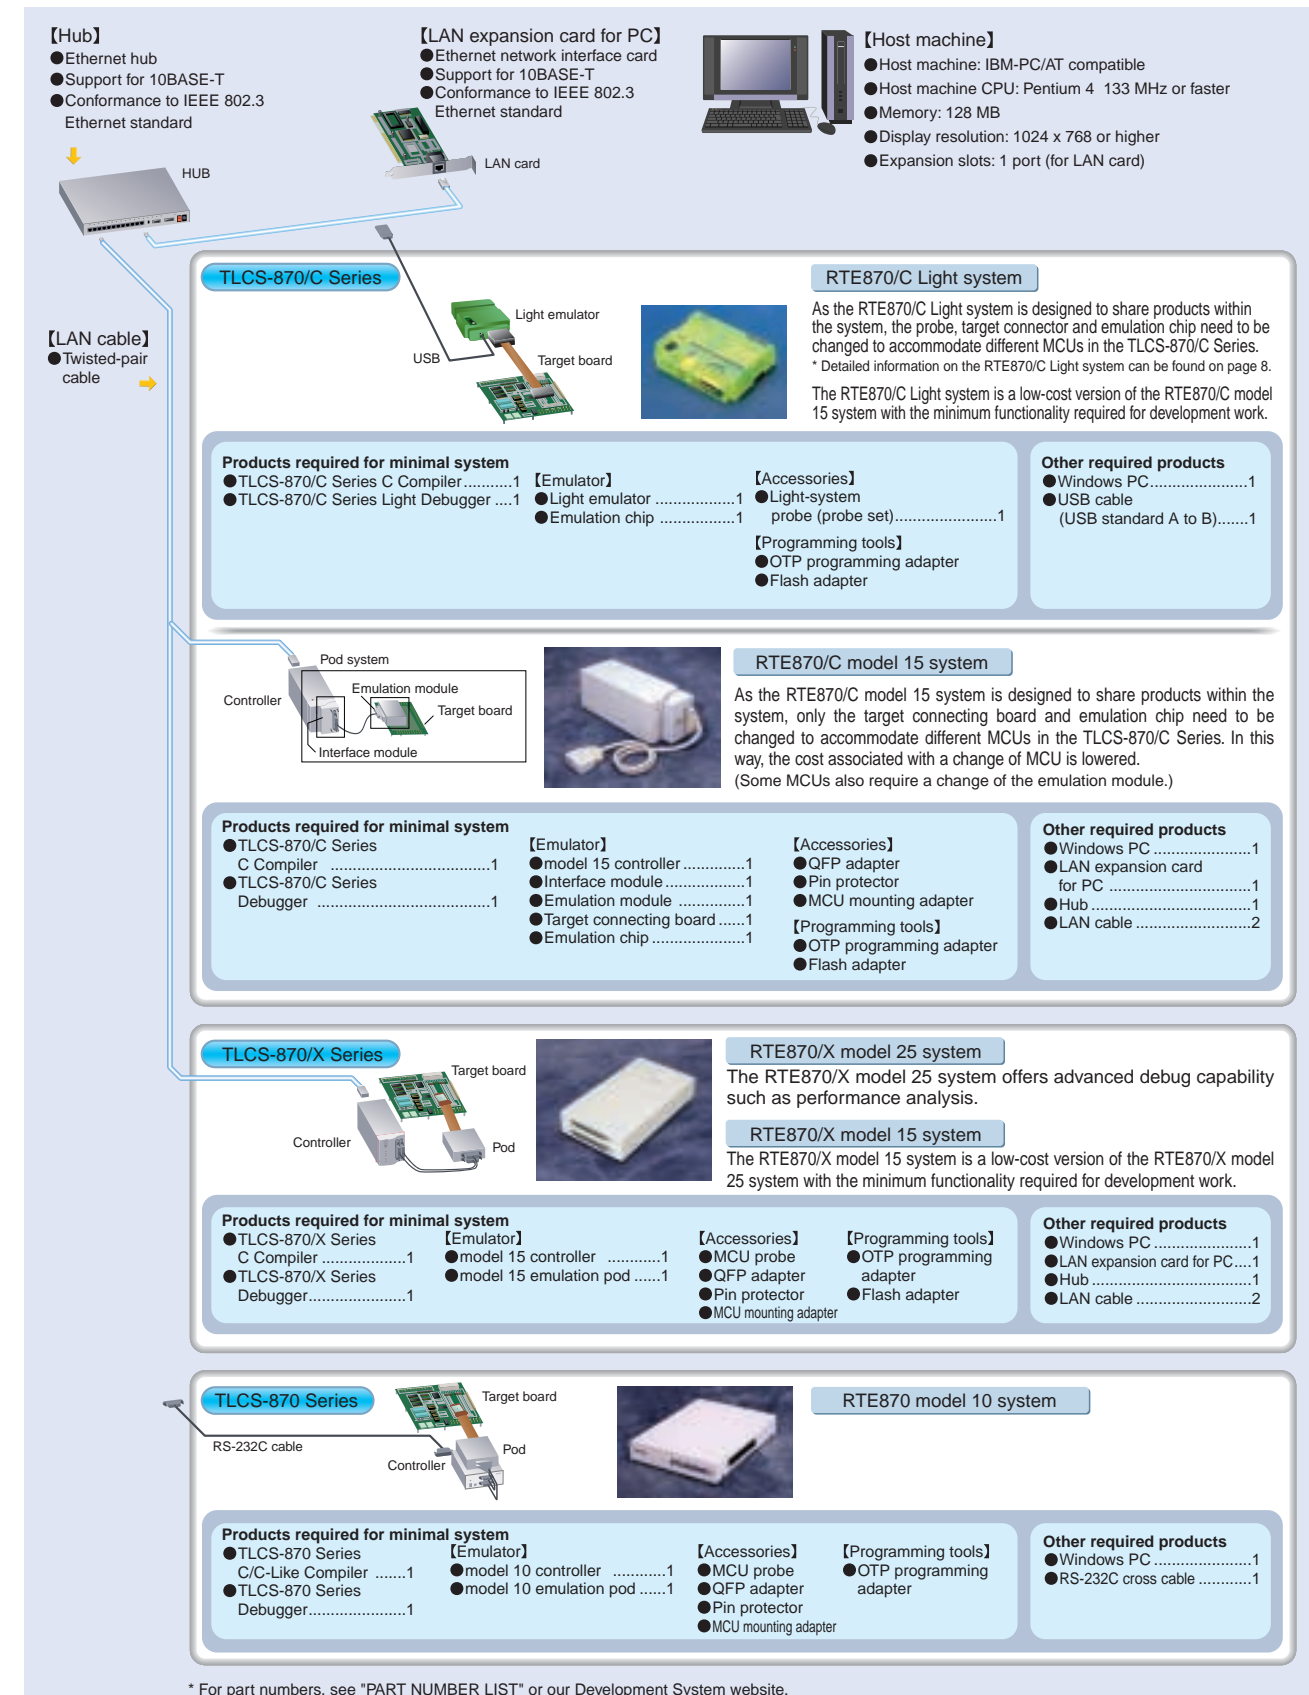 【Hub】
●Ethernet hub
●Support for 10BASE-T
●Conformance to IEEE 802.3
Ethernet standard
HUB
【LAN expansion card for PC】
●Ethernet network interface card
●Support for 10BASE-T
●Conformance to IEEE 802.3
Ethernet standard
LAN card
【Host machine】
●Host machine: IBM-PC/AT compatible
●Host machine CPU: Pentium 4  133 MHz or faster
●Memory: 128 MB
●Display resolution: 1024 x 768 or higher
●Expansion slots: 1 port (for LAN card)
【LAN cable】
●Twisted-pair
cable
TLCS-870/C Series
Light emulator
USB
Target board
RTE870/C Light system
As the RTE870/C Light system is designed to share products within
the system, the probe, target connector and emulation chip need to be
changed to accommodate different MCUs in the TLCS-870/C Series.
* Detailed information on the RTE870/C Light system can be found on page 8.
The RTE870/C Light system is a low-cost version of the RTE870/C model
15 system with the minimum functionality required for development work.
Products required for minimal system
●TLCS-870/C Series C Compiler...........1
●TLCS-870/C Series Light Debugger ....1
【Emulator】
●Light emulator ..................1
●Emulation chip .................1
【Accessories】
●Light-system
probe (probe set).......................1
【Programming tools】
●OTP programming adapter
●Flash adapter
Other required products
●Windows PC......................1
●USB cable
(USB standard A to B).......1
Pod system
Controller
Emulation module
Target board
Interface module
RTE870/C model 15 system
As the RTE870/C model 15 system is designed to share products within the
system, only the target connecting board and emulation chip need to be
changed to accommodate different MCUs in the TLCS-870/C Series. In this
way, the cost associated with a change of MCU is lowered.
(Some MCUs also require a change of the emulation module.)
Products required for minimal system
●TLCS-870/C Series
C Compiler ....................................1
●TLCS-870/C Series
Debugger .......................................1
【Emulator】
●model 15 controller..............1
●Interface module..................1
●Emulation module ...............1
●Target connecting board......1
●Emulation chip.....................1
【Accessories】
●QFP adapter
●Pin protector
●MCU mounting adapter
【Programming tools】
●OTP programming adapter
●Flash adapter
Other required products
●Windows PC......................1
●LAN expansion card
for PC ................................1
●Hub....................................1
●LAN cable..........................2
TLCS-870/X Series
Target board
Controller
Pod
RTE870/X model 25 system
The RTE870/X model 25 system offers advanced debug capability
such as performance analysis.
RTE870/X model 15 system
The RTE870/X model 15 system is a low-cost version of the RTE870/X model
25 system with the minimum functionality required for development work.
Products required for minimal system
●TLCS-870/X Series
C Compiler ...................1
●TLCS-870/X Series
Debugger......................1
【Emulator】
●model 15 controller ............1
●model 15 emulation pod ......1
【Accessories】
●MCU probe
●QFP adapter
●Pin protector
●MCU mounting adapter
【Programming tools】
●OTP programming
adapter
●Flash adapter
Other required products
●Windows PC......................1
●LAN expansion card for PC....1
●Hub....................................1
●LAN cable..........................2
TLCS-870 Series
Target board
RS-232C cable
Controller
Pod
RTE870 model 10 system
Products required for minimal system
●TLCS-870 Series
C/C-Like Compiler .......1
●TLCS-870 Series
Debugger......................1
【Emulator】
●model 10 controller ............1
●model 10 emulation pod ......1
【Accessories】
●MCU probe
●QFP adapter
●Pin protector
●MCU mounting adapter
【Programming tools】
●OTP programming
adapter
Other required products
●Windows PC......................1
●RS-232C cross cable............1
* For part numbers, see "PART NUMBER LIST" or our Development System website.